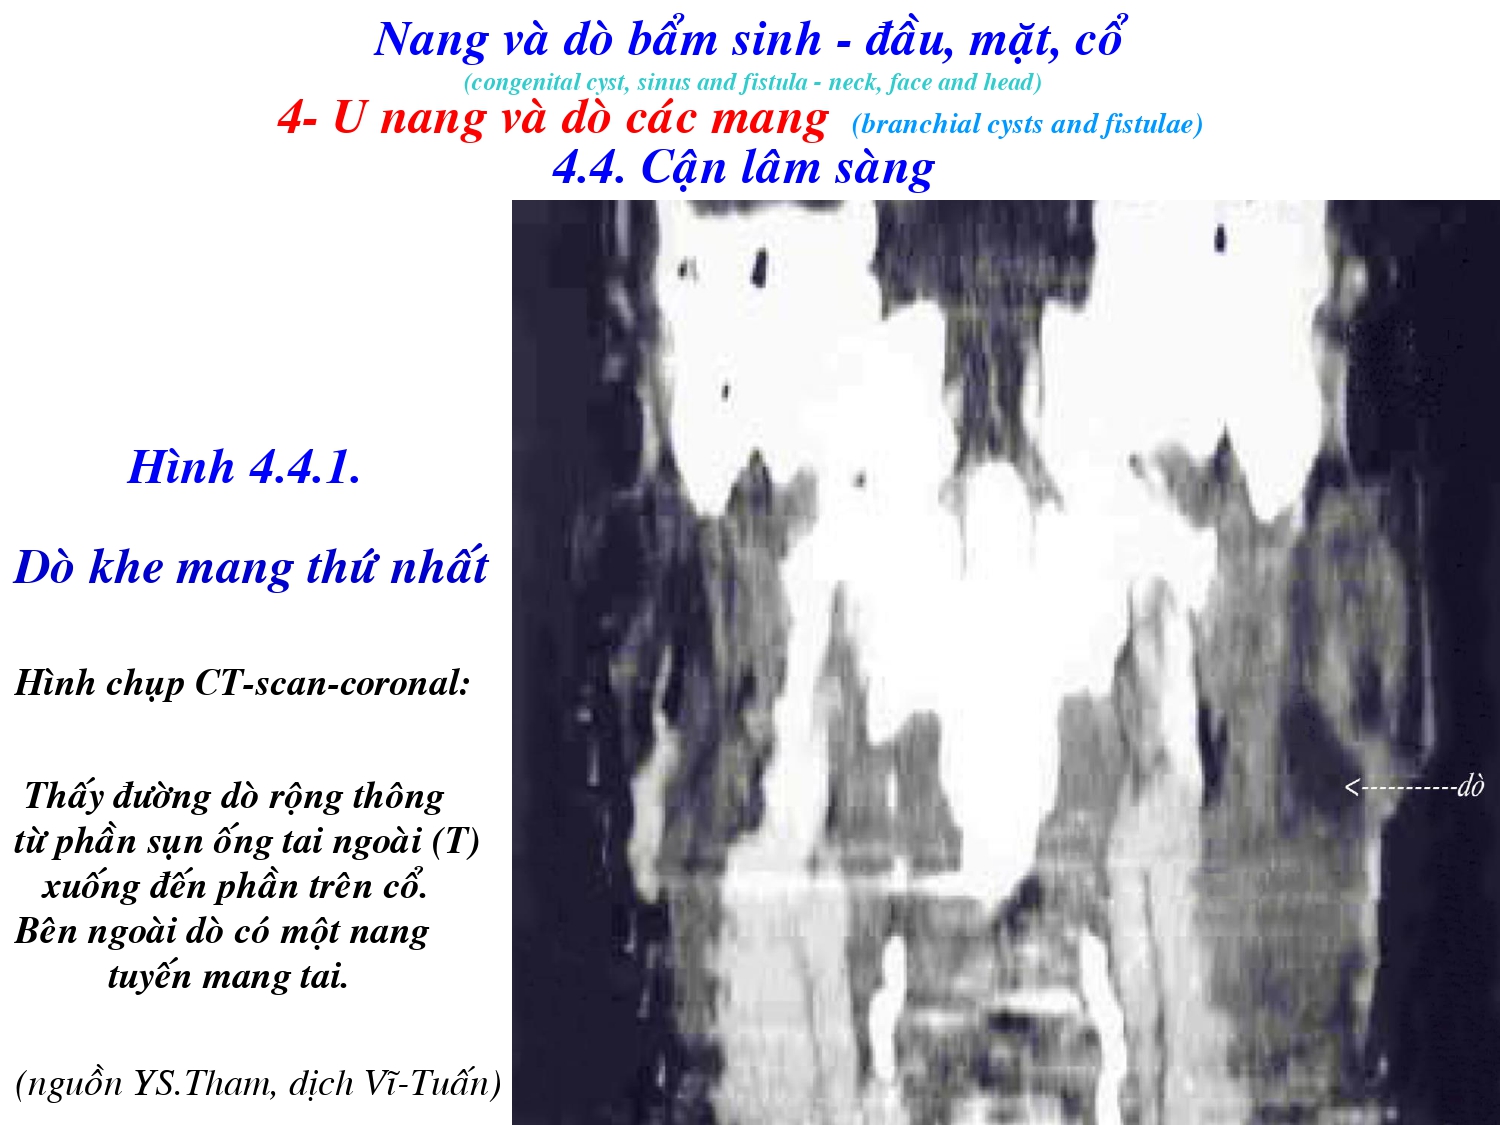 Nang và dò bẩm sinh - đầu, mặt, cổ
(congenital cyst, sinus and fistula - neck, face and head)
4- U nang và dò các mang (branchial cysts and fistulae)
4.4. Cận lâm sàng
Hình 4.4.1.
Dò khe mang thứ nhất
Hình chụp CT-scan-coronal:
Thấy đường dò rộng thông
từ phần sụn ống tai ngoài (T)
xuống đến phần trên cổ.
Bên ngoài dò có một nang
tuyến mang tai.
(nguồn YS.Tham, dịch Vĩ-Tuấn)
<-----------dò